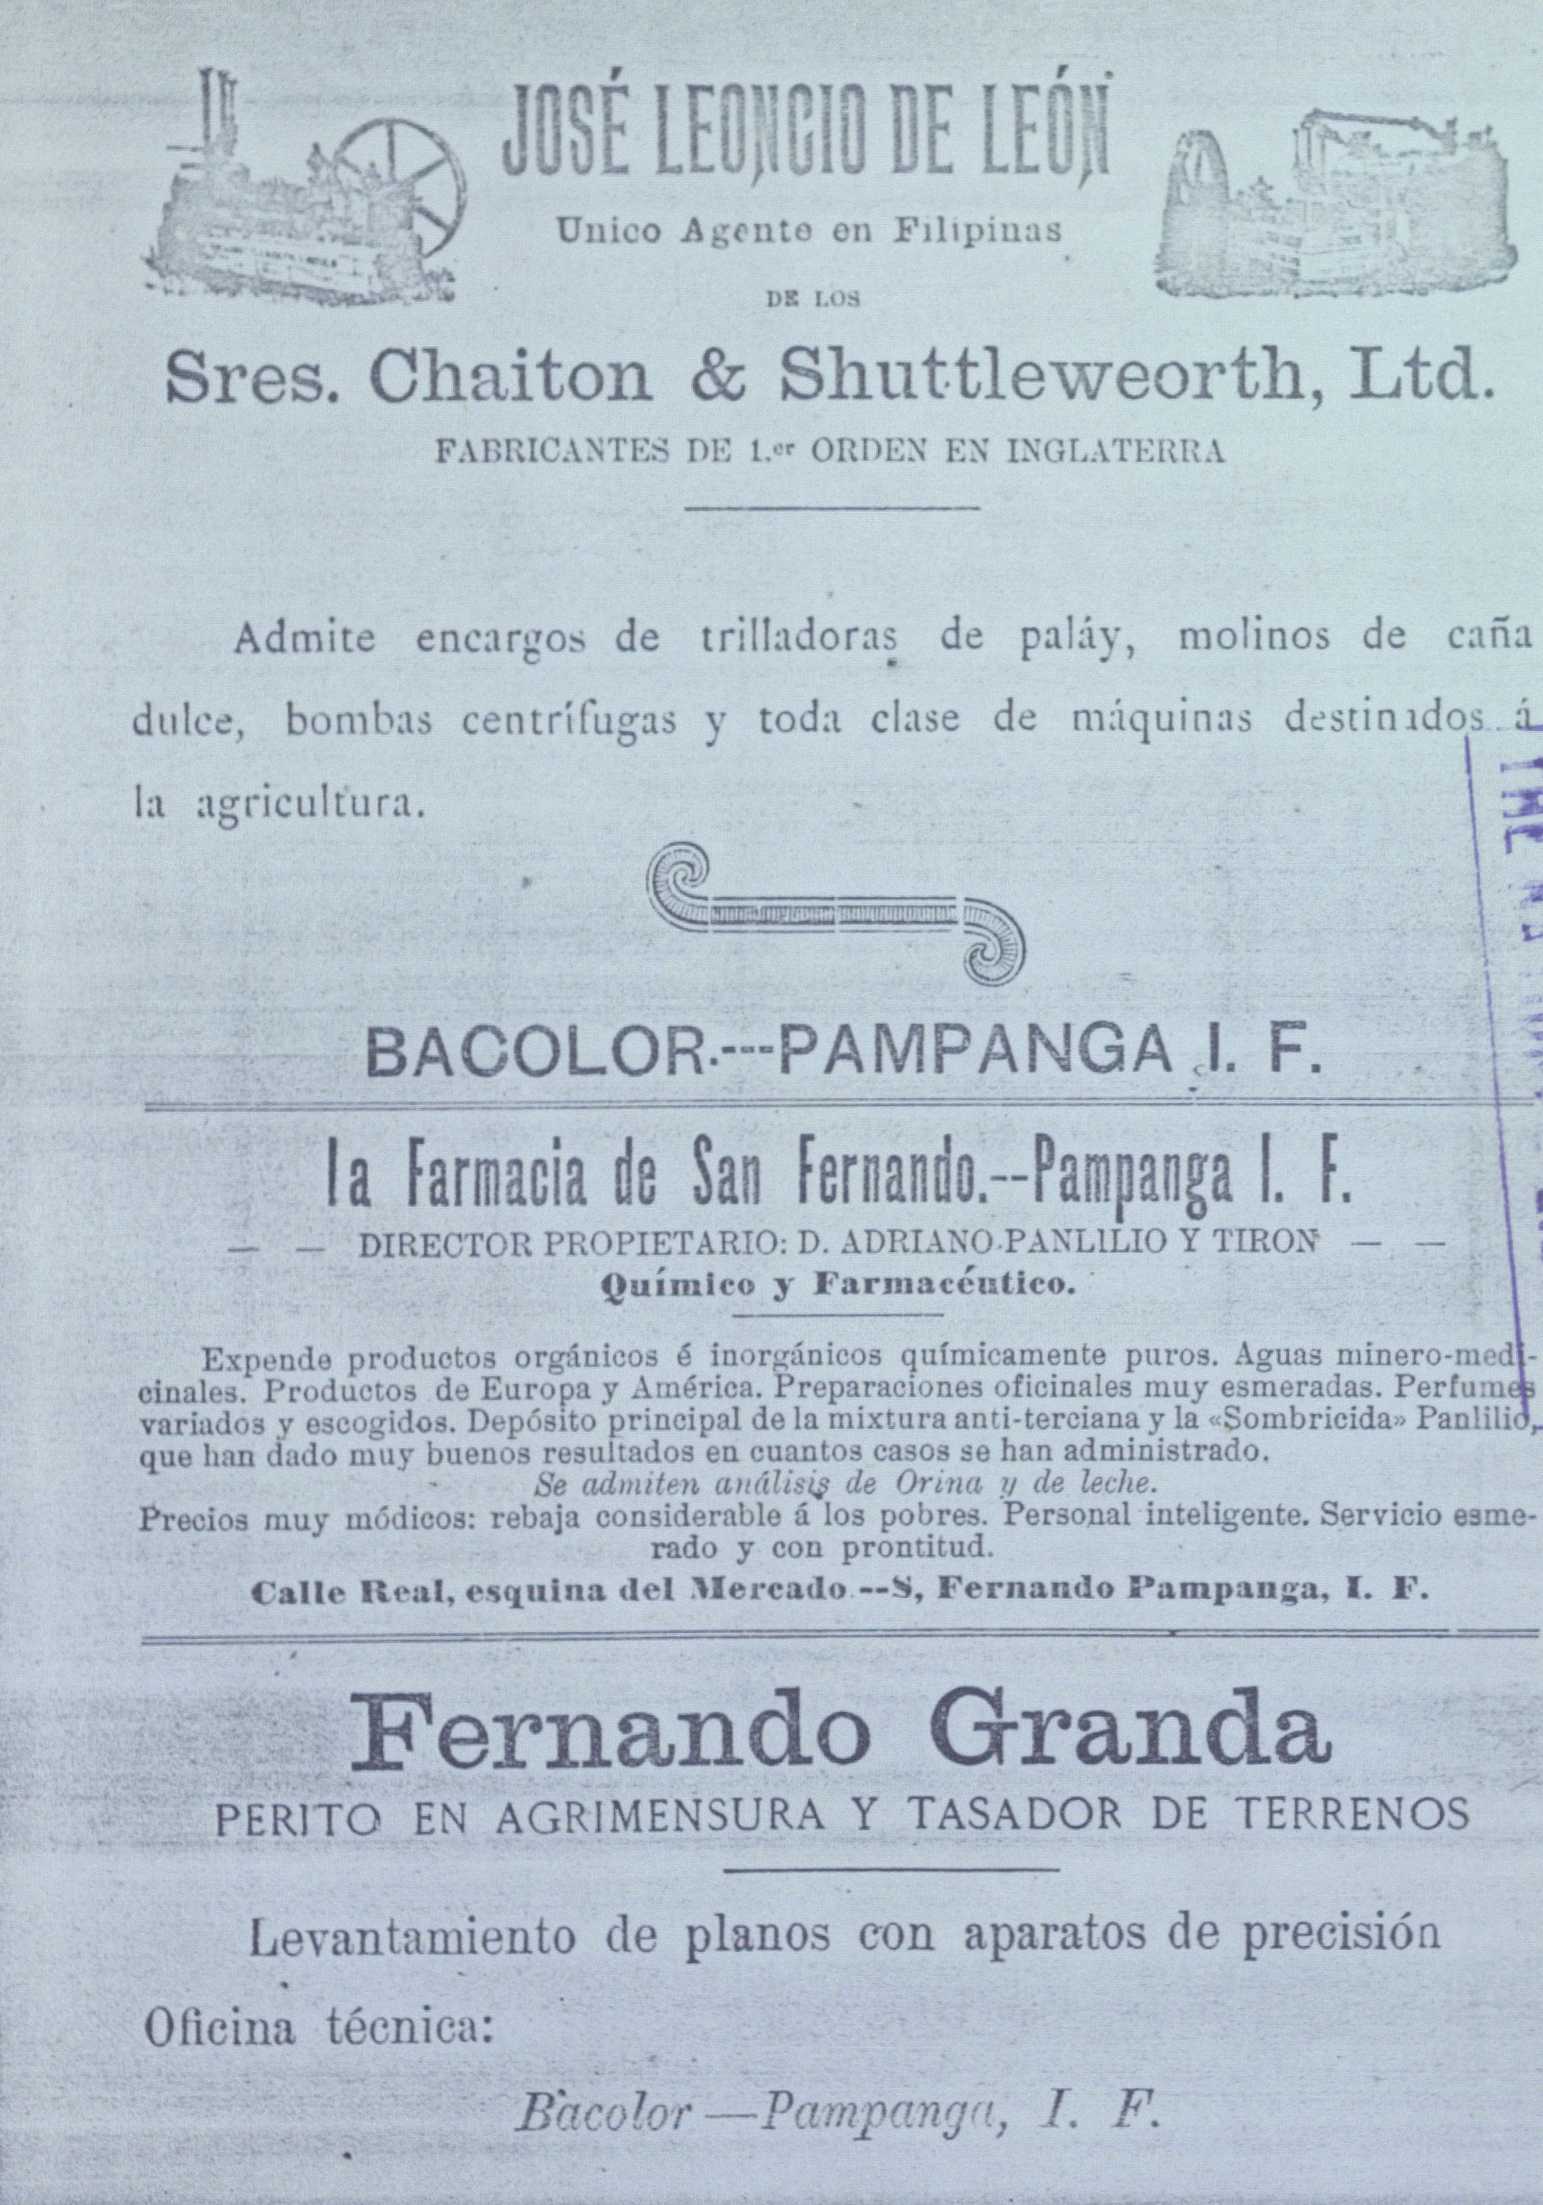 JOSÉ LEONCIO DE LEÓN
Unico Agente en Filipinas
DE LOS
Sres. Chaiton & Shuttleweorth, Ltd.
FABRICANTES DE 1.er ORDEN EN INGLATERRA
Admite encargos de trilladoras de paláy, molinos de caña
dulce, bombas centrífugas y toda clase de máquinas destinados á
la agricultura.
BACOLOR.---PAMPANGA I. F.
la Farmacia de San Fernando.--Pampanga I. F.
— — DIRECTOR PROPIETARIO: D. ADRIANO PANLILIO Y TIRON — —
Químico y Farmacéutico.
Expende productos orgánicos é inorgánicos químicamente puros. Aguas minero-medi-
cinales. Productos de Europa y América. Preparaciones oficinales muy esmeradas. Perfumes
variados y escogidos. Depósito principal de la mixtura anti-terciana y la «Sombricida» Panlilio,
que han dado muy buenos resultados en cuantos casos se han administrado.
Se admiten análisis de Orina y de leche.
Precios muy módicos: rebaja considerable á los pobres. Personal inteligente. Servicio esme-
rado y con prontitud.
Calle Real, esquina del Mercado.--S, Fernando Pampanga, I. F.
Fernando Granda
PERITO EN AGRIMENSURA Y TASADOR DE TERRENOS
Levantamiento de planos con aparatos de precisión
Oficina técnica:
Bacolor—Pampanga, I. F.